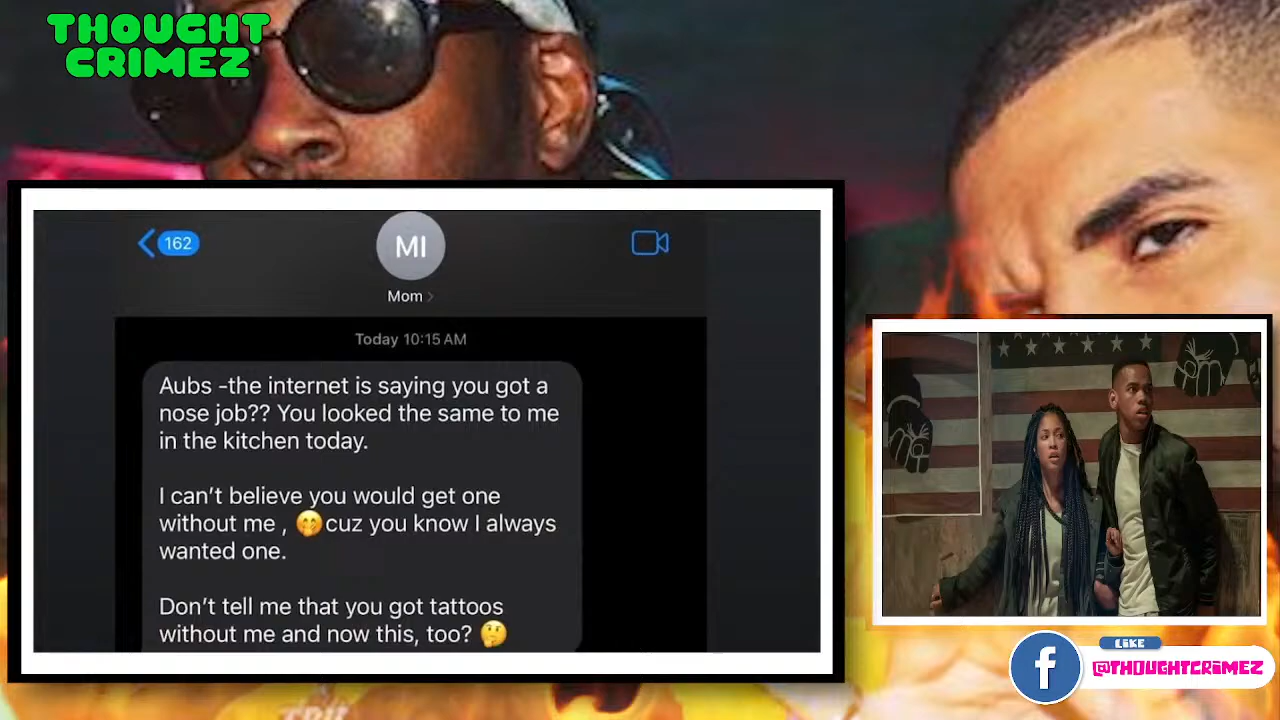 THOUGHT
CRIMEZ
162
MI
Mom
Today 10:15 AM
Aubs -the internet is saying you got a
nose job?? You looked the same to me
in the kitchen today.
I can’t believe you would get one
without me , 🤭cuz you know I always
wanted one.
Don’t tell me that you got tattoos
without me and now this, too? 🤔
LIKE
f
@THOUGHTCRIMEZ